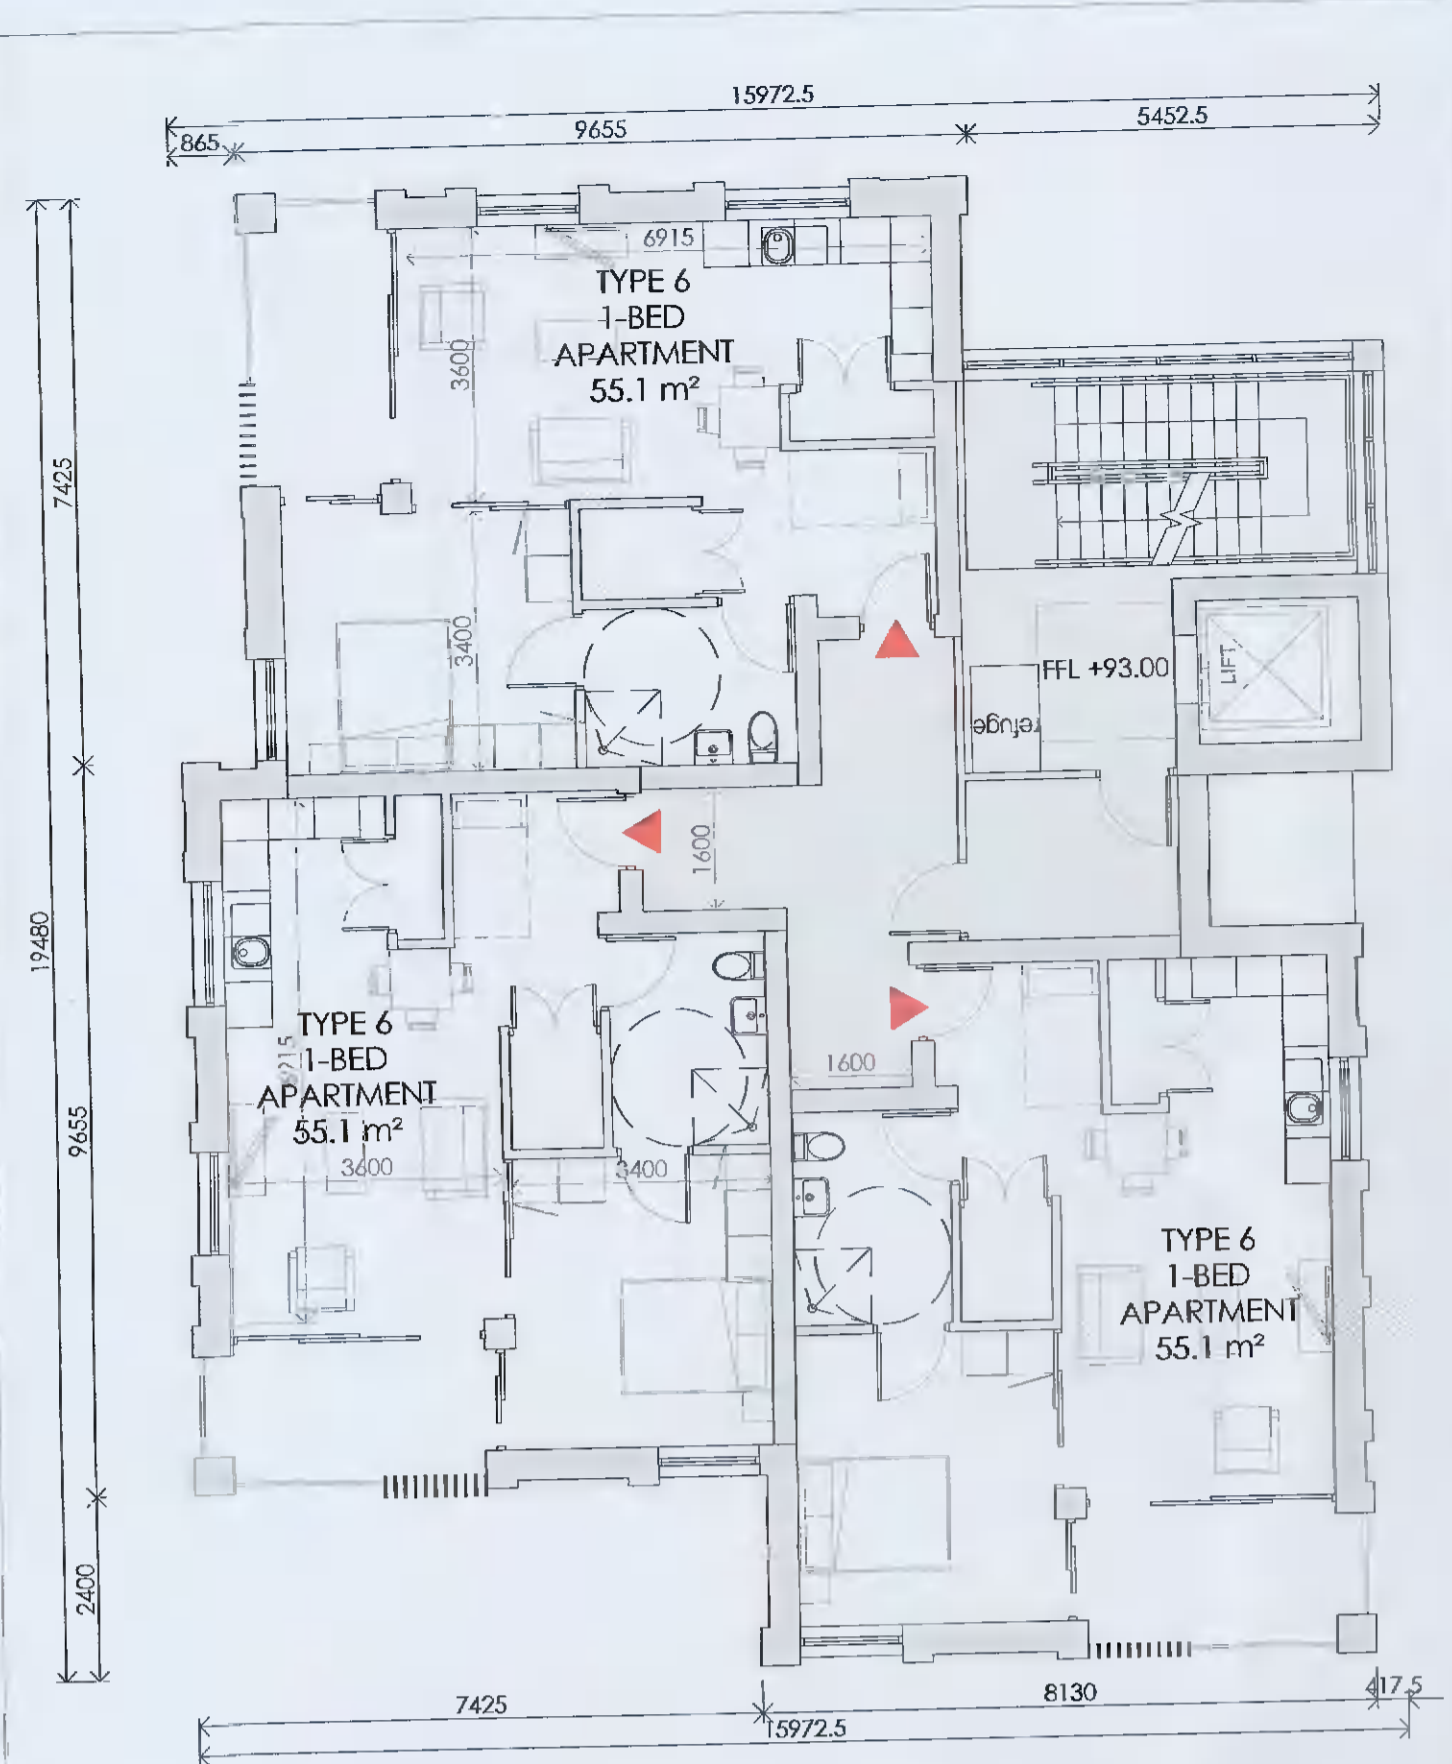 15972.5
865
9655
5452.5
6915
TYPE 6
1-BED
APARTMENT
55.1 m²
3600
7425
3400
FFL +93.00
LIFT
refuge
1600
19480
9655
TYPE 6
1-BED
APARTMENT
55.1 m²
6915
3600
3400
1600
TYPE 6
1-BED
APARTMENT
55.1 m²
2400
7425
8130
417.5
15972.5